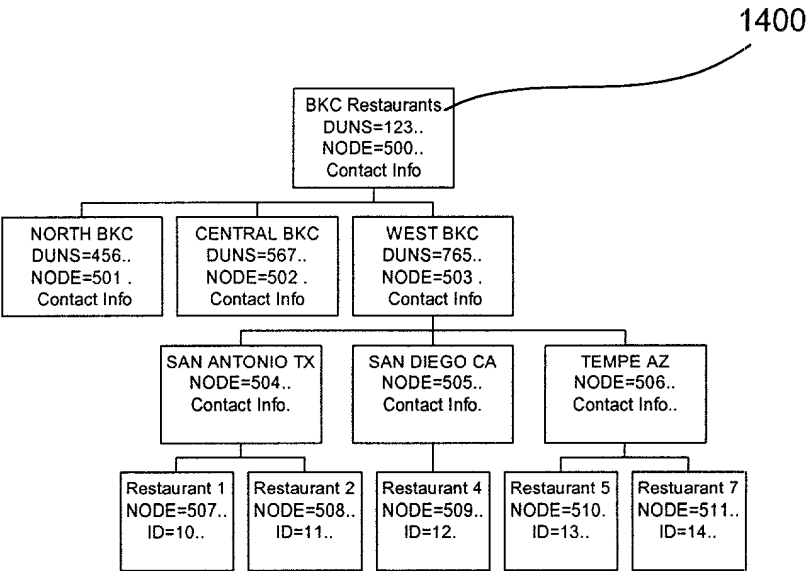 1400
BKC Restaurants
DUNS=123..
NODE=500..
Contact Info
NORTH BKC
DUNS=456..
NODE=501 .
Contact Info
CENTRAL BKC
DUNS=567..
NODE=502 .
Contact Info
WEST BKC
DUNS=765..
NODE=503 .
Contact Info
SAN ANTONIO TX
NODE=504..
Contact Info.
SAN DIEGO CA
NODE=505..
Contact Info.
TEMPE AZ
NODE=506..
Contact Info..
Restaurant 1
NODE=507..
ID=10..
Restaurant 2
NODE=508..
ID=11..
Restaurant 4
NODE=509..
ID=12.
Restaurant 5
NODE=510.
ID=13..
Restuarant 7
NODE=511..
ID=14..